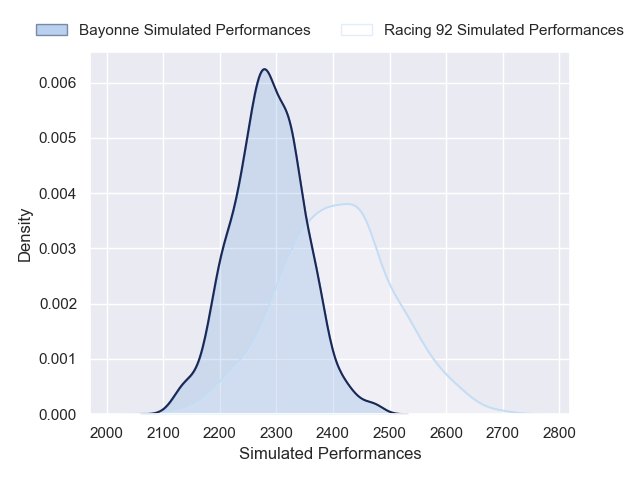 Bayonne Simulated Performances Racing 92 Simulated Performances
0.006
0.005
0.004
0.003
0.002
0.001
0.000
Density
2000 2100 2200 2300 2400 2500 2600 2700 2800
Simulated Performances